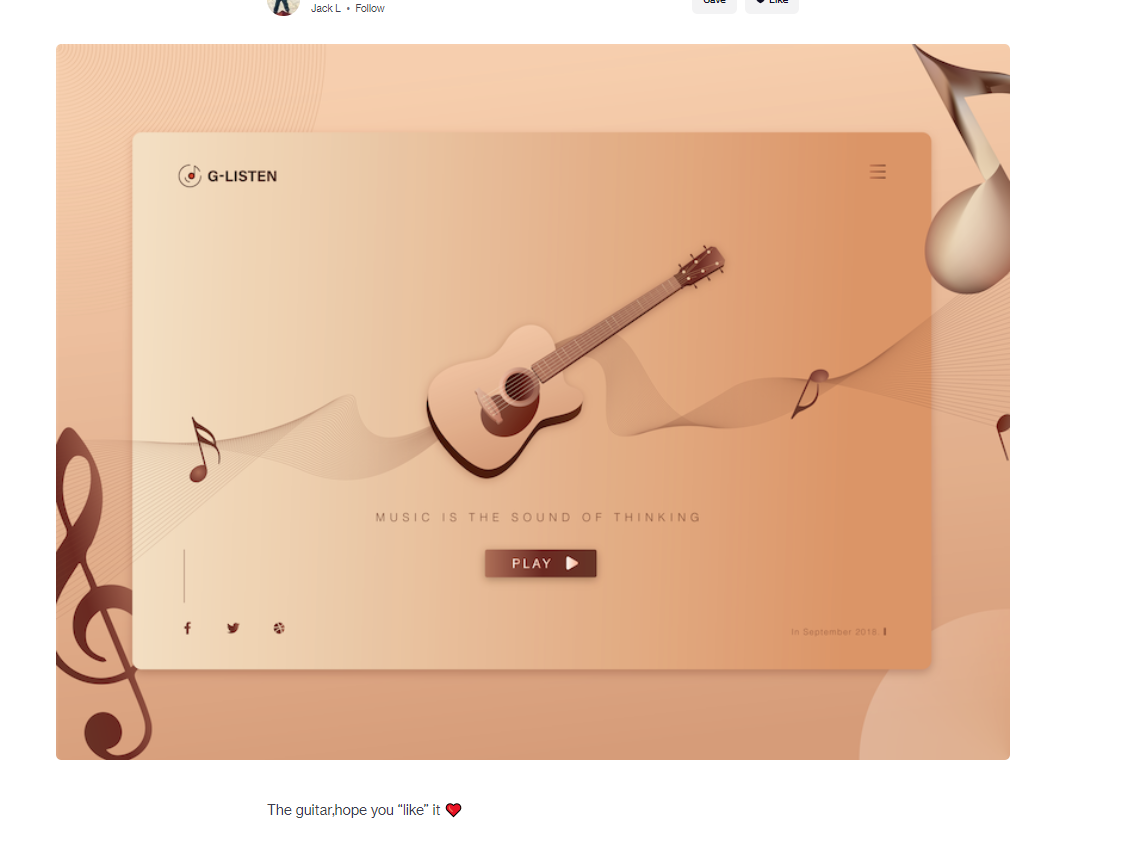 Jack L • Follow
Save
Like
G-LISTEN
MUSIC IS THE SOUND OF THINKING
PLAY
In September 2018.
The guitar,hope you “like” it ❤️